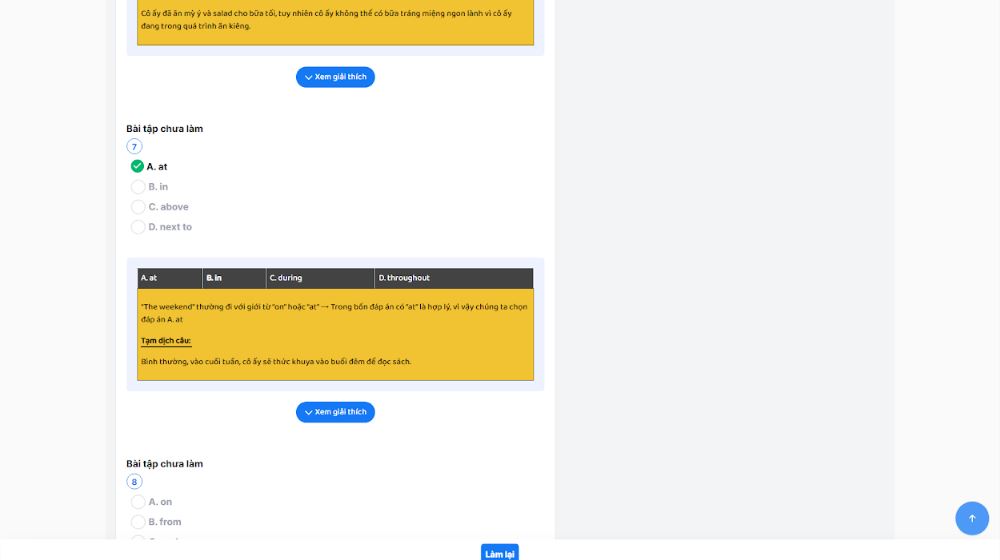 Cô ấy đã ăn mỳ ý và salad cho bữa tối, tuy nhiên cô ấy không thể có bữa tráng miệng ngon lành vì cô ấy
đang trong quá trình ăn kiêng.
Xem giải thích
Bài tập chưa làm
7
A. at
B. in
C. above
D. next to
A. at B. in C. during D. throughout
"The weekend" thường đi với giới từ "on" hoặc "at" → Trong bốn đáp án có "at" là hợp lý, vì vậy chúng ta chọn
đáp án A. at
Tạm dịch câu:
Bình thường, vào cuối tuần, cô ấy sẽ thức khuya vào buổi đêm để đọc sách.
Xem giải thích
Bài tập chưa làm
8
A. on
B. from
Làm lại